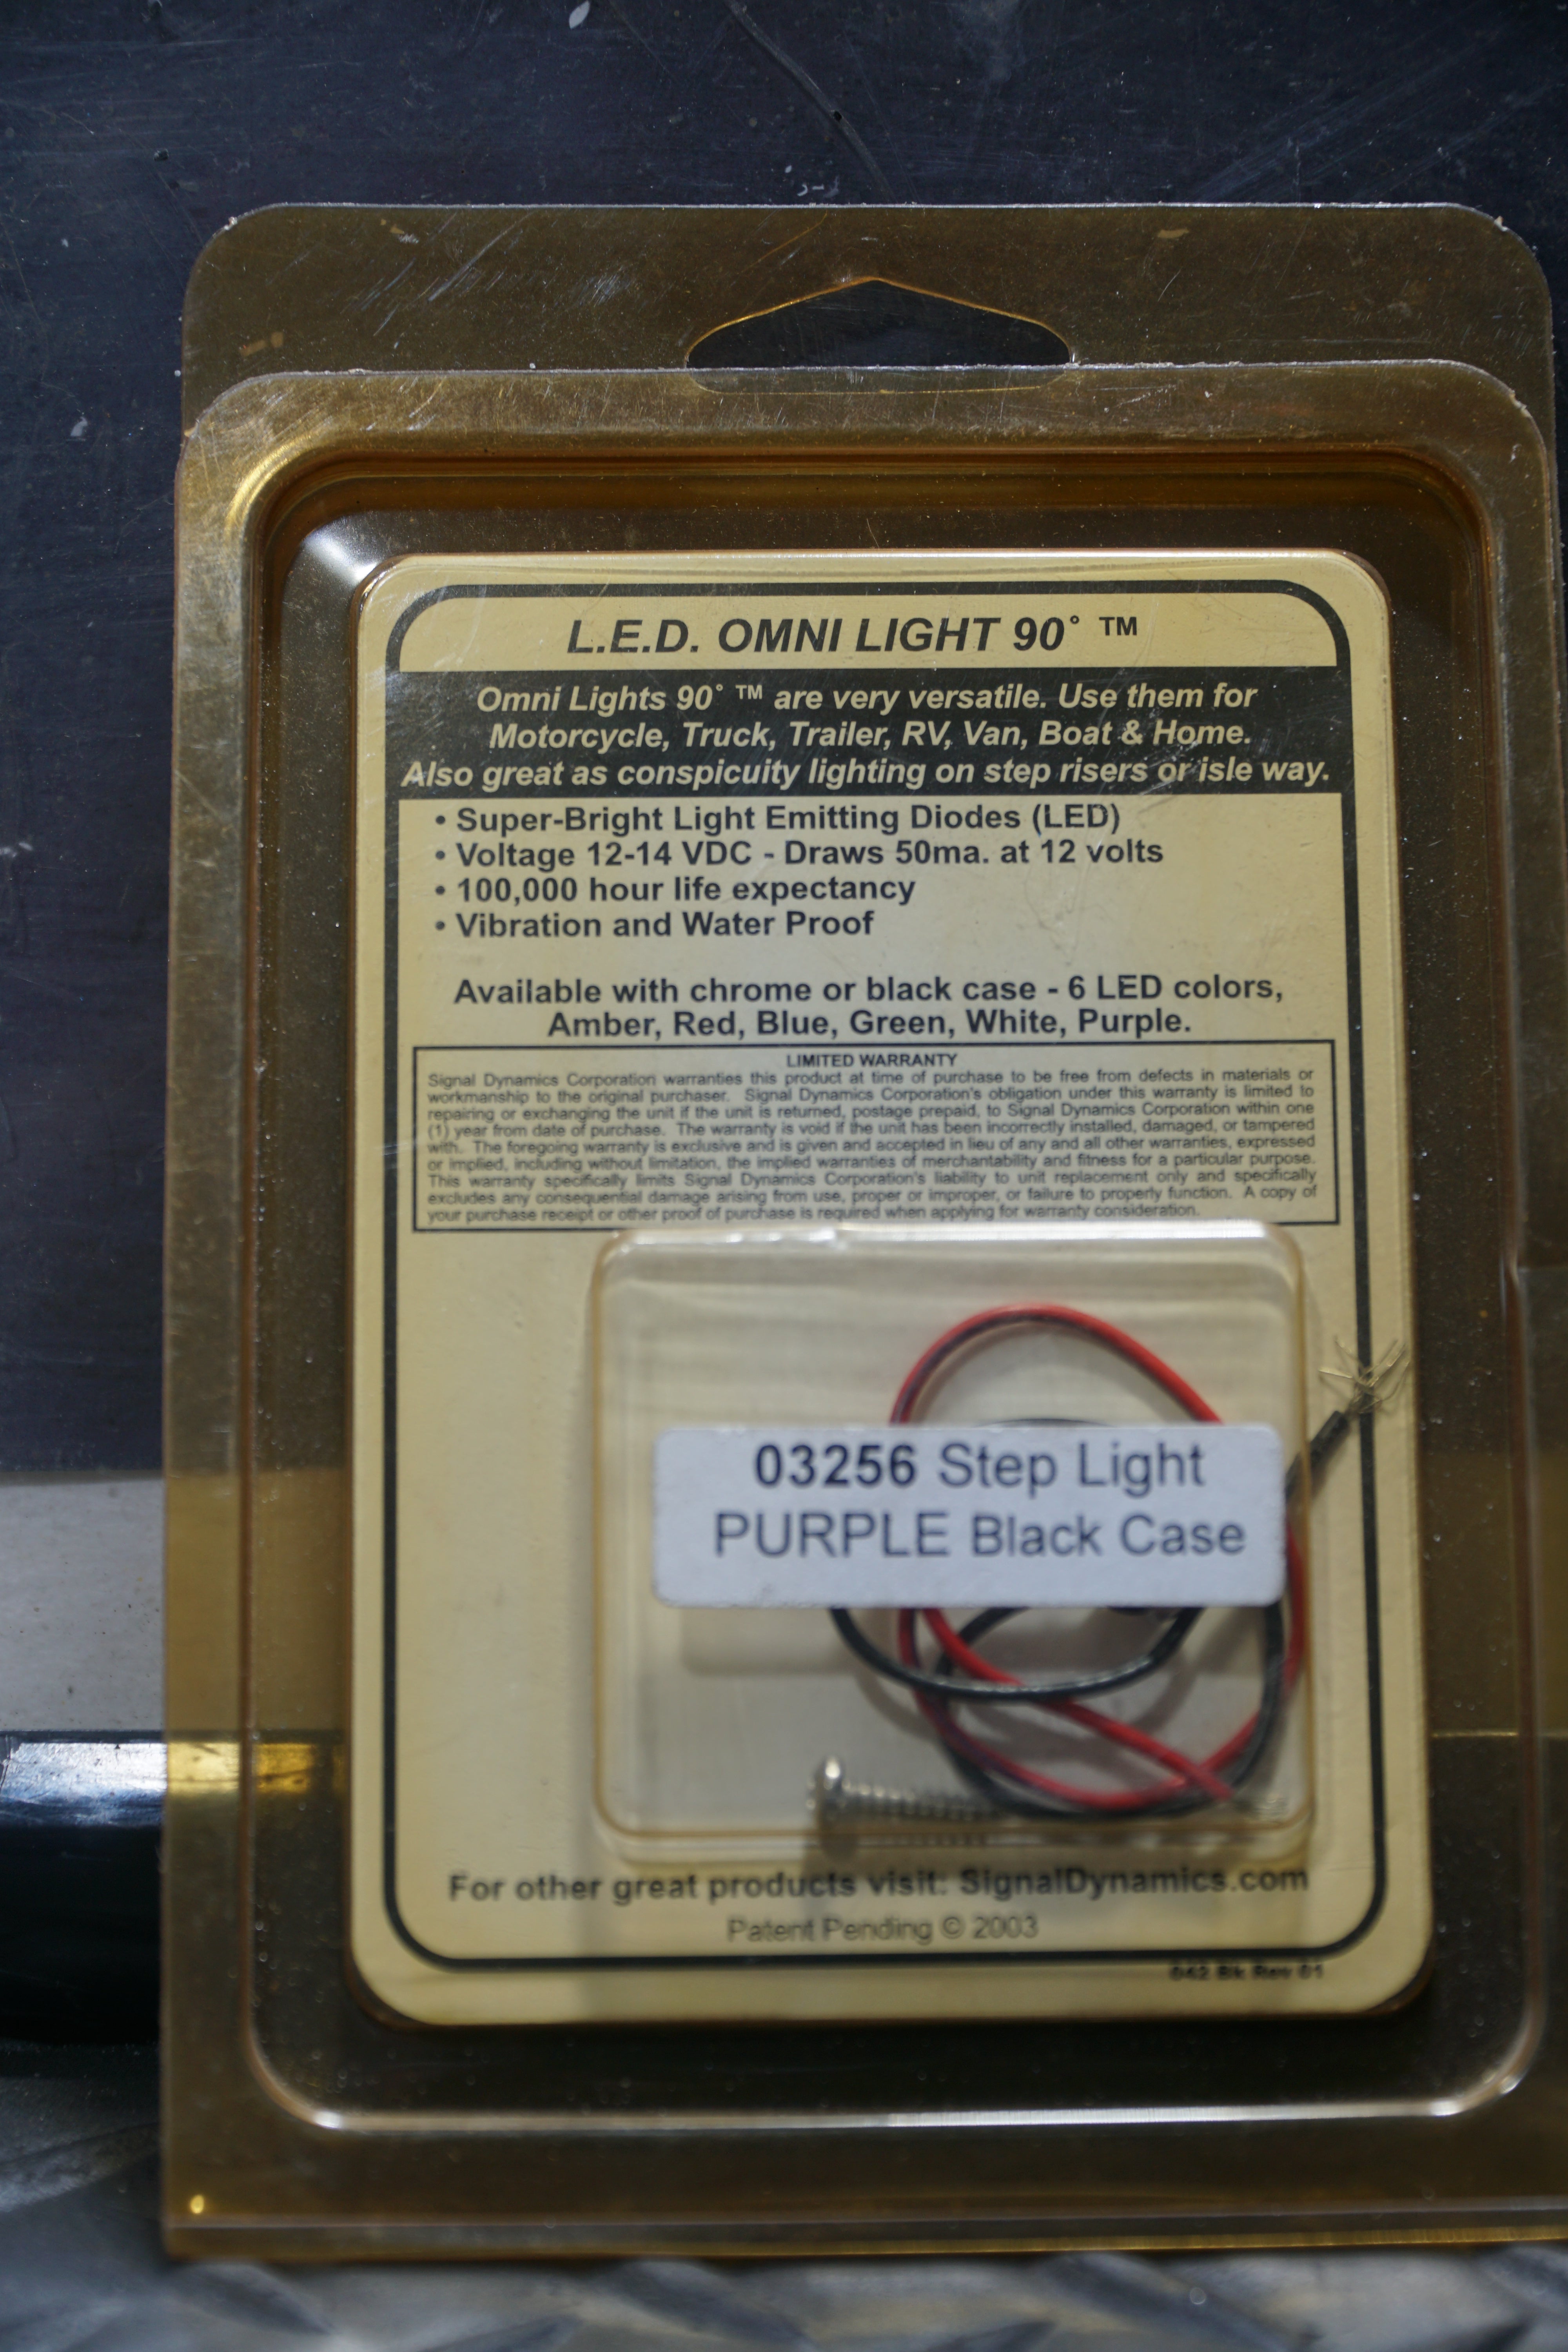 L.E.D. OMNI LIGHT 90° ™
Omni Lights 90° ™ are very versatile. Use them for
Motorcycle, Truck, Trailer, RV, Van, Boat & Home.
Also great as conspicuity lighting on step risers or isle way.
• Super-Bright Light Emitting Diodes (LED)
• Voltage 12-14 VDC - Draws 50ma. at 12 volts
• 100,000 hour life expectancy
• Vibration and Water Proof
Available with chrome or black case - 6 LED colors,
Amber, Red, Blue, Green, White, Purple.
LIMITED WARRANTY
Signal Dynamics Corporation warranties this product at time of purchase to be free from defects in materials or
workmanship to the original purchaser. Signal Dynamics Corporation's obligation under this warranty is limited to
repairing or exchanging the unit if the unit is returned, postage prepaid, to Signal Dynamics Corporation within one
(1) year from date of purchase. The warranty is void if the unit has been incorrectly installed, damaged, or tampered
with. The foregoing warranty is exclusive and is given and accepted in lieu of any and all other warranties, expressed
or implied, including without limitation, the implied warranties of merchantability and fitness for a particular purpose.
This warranty specifically limits Signal Dynamics Corporation's liability to unit replacement only and specifically
excludes any consequential damage arising from use, proper or improper, or failure to properly function. A copy of
your purchase receipt or other proof of purchase is required when applying for warranty consideration.
03256 Step Light
PURPLE Black Case
For other great products visit: SignalDynamics.com
Patent Pending © 2003
042 Bk Rev 01